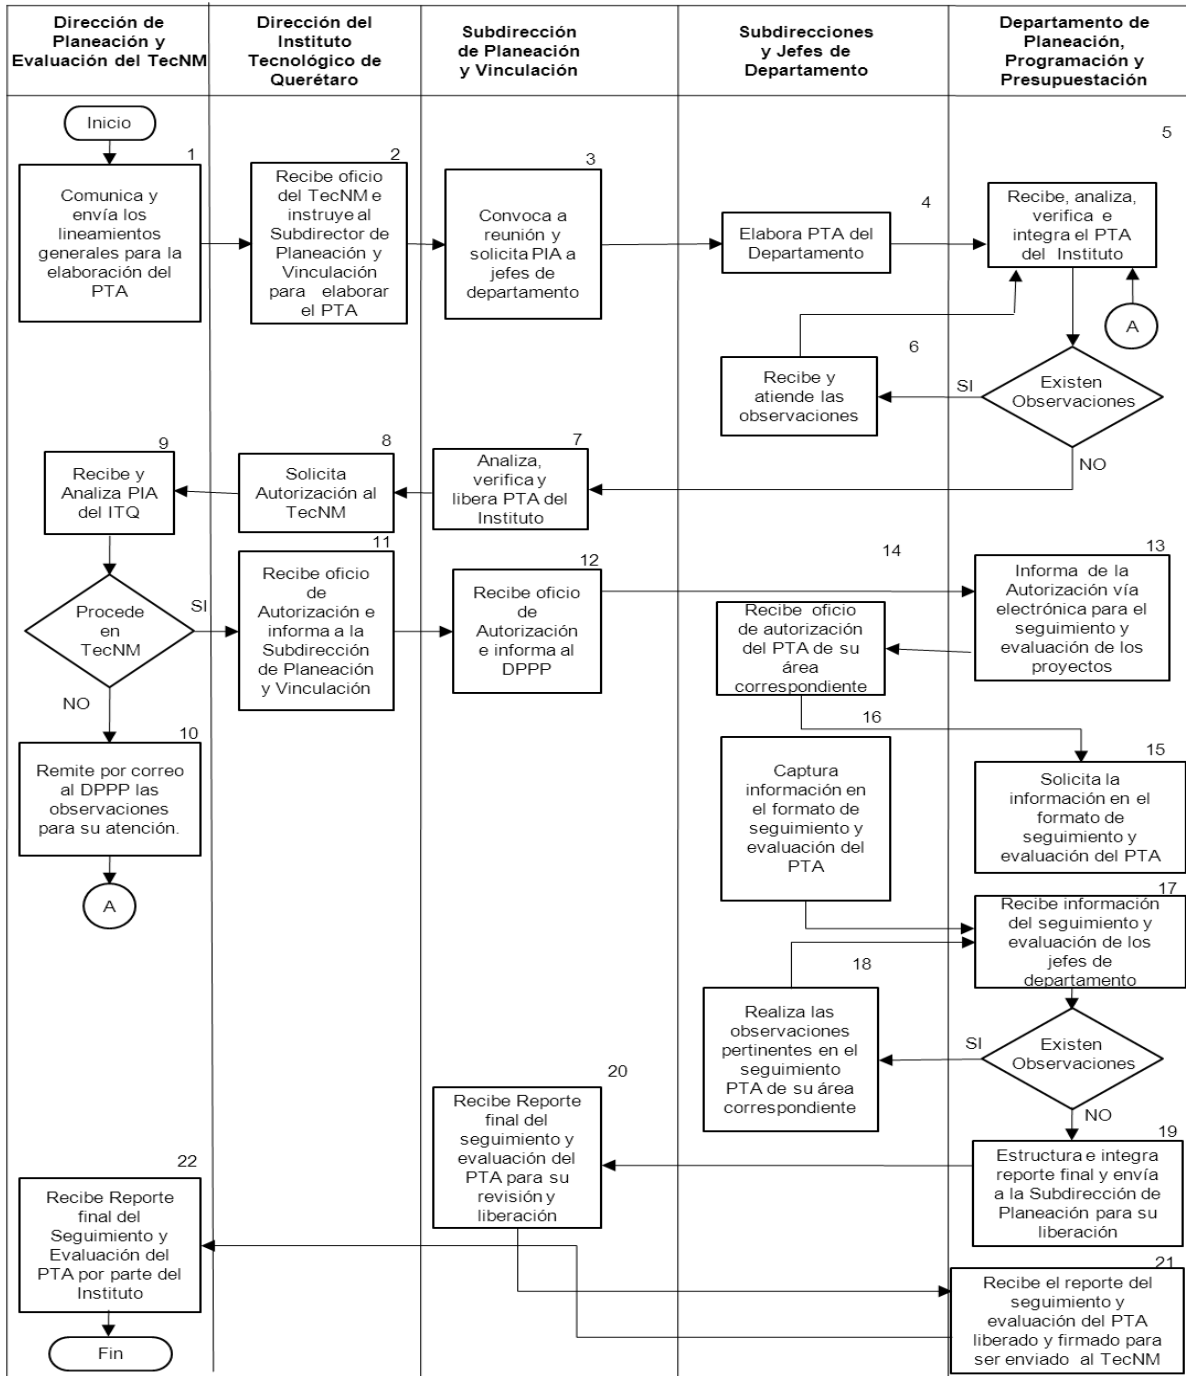 Dirección de
Planeación y
Evaluación del TecNM
Dirección del
Instituto
Tecnológico de
Querétaro
Subdirección
de Planeación
y Vinculación
Subdirecciones
y Jefes de
Departamento
Departamento de
Planeación,
Programación y
Presupuestación
Inicio
1
Comunica y
envía los
lineamientos
generales para la
elaboración del
PTA
2
Recibe oficio
del TecNM e
instruye al
Subdirector de
Planeación y
Vinculación
para elaborar
el PTA
3
Convoca a
reunión y
solicita PIA a
jefes de
departamento
4
Elabora PTA del
Departamento
5
Recibe, analiza,
verifica e
integra el PTA
del Instituto
A
Existen
Observaciones
SI
NO
6
Recibe y
atiende las
observaciones
7
Analiza,
verifica y
libera PTA del
Instituto
8
Solicita
Autorización al
TecNM
9
Recibe y
Analiza PIA
del ITQ
Procede
en
TecNM
SI
NO
10
Remite por correo
al DPPP las
observaciones
para su atención.
A
11
Recibe oficio
de
Autorización e
informa a la
Subdirección
de Planeación
y Vinculación
12
Recibe oficio
de
Autorización
e informa al
DPPP
13
Informa de la
Autorización vía
electrónica para el
seguimiento y
evaluación de los
proyectos
14
Recibe oficio
de autorización
del PTA de su
área
correspondiente
15
Solicita la
información en el
formato de
seguimiento y
evaluación del PTA
16
Captura
información en
el formato de
seguimiento y
evaluación del
PTA
17
Recibe información
del seguimiento y
evaluación de los
jefes de
departamento
Existen
Observaciones
SI
NO
18
Realiza las
observaciones
pertinentes en el
seguimiento
PTA de su área
correspondiente
19
Estructura e integra
reporte final y envía
a la Subdirección de
Planeación para su
liberación
20
Recibe Reporte
final del
seguimiento y
evaluación del
PTA para su
revisión y
liberación
21
Recibe el reporte del
seguimiento y
evaluación del PTA
liberado y firmado para
ser enviado al TecNM
22
Recibe Reporte
final del
Seguimiento y
Evaluación del
PTA por parte del
Instituto
Fin